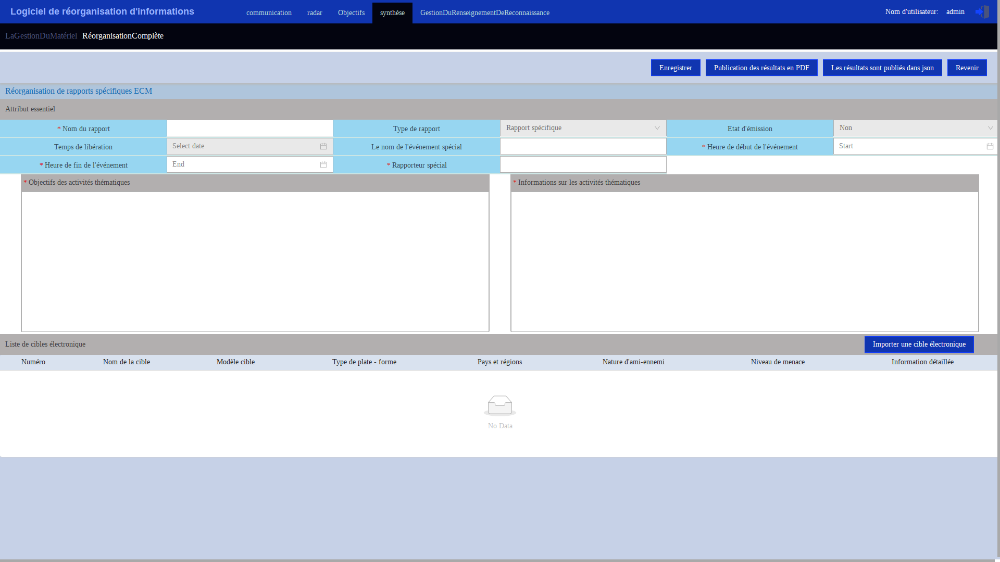 Logiciel de réorganisation d'informations
communication radar Objectifs synthèse GestionDuRenseignementDeReconnaissance
Nom d'utilisateur: admin
LaGestionDuMatériel RéorganisationComplète
Enregistrer Publication des résultats en PDF Les résultats sont publiés dans json Revenir
Réorganisation de rapports spécifiques ECM
Attribut essentiel
* Nom du rapport Type de rapport Rapport spécifique Etat d'émission Non
Temps de libération Select date Le nom de l'événement spécial * Heure de début de l'événement Start
* Heure de fin de l'événement End * Rapporteur spécial
* Objectifs des activités thématiques * Informations sur les activités thématiques
Liste de cibles électronique Importer une cible électronique
Numéro Nom de la cible Modèle cible Type de plate - forme Pays et régions Nature d'ami-ennemi Niveau de menace Information détaillée
No Data